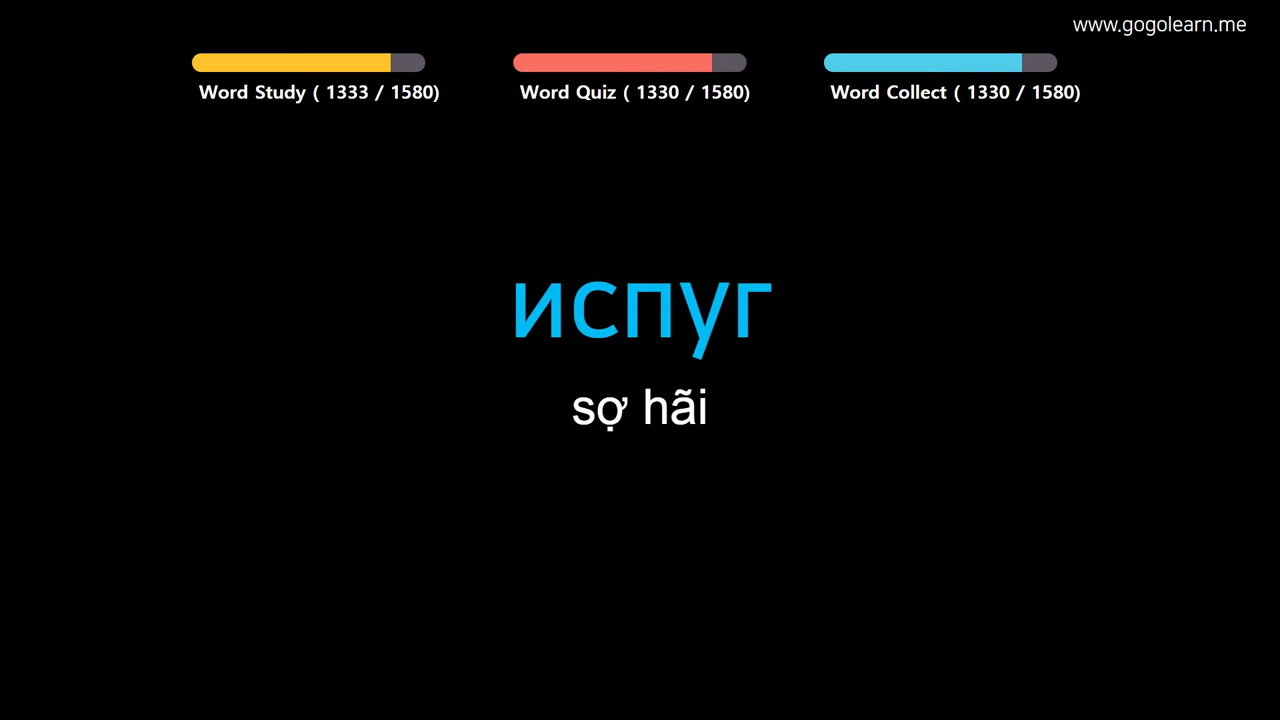 www.gogolearn.me
Word Study ( 1333 / 1580)
Word Quiz ( 1330 / 1580)
Word Collect ( 1330 / 1580)
испуг
sợ hãi